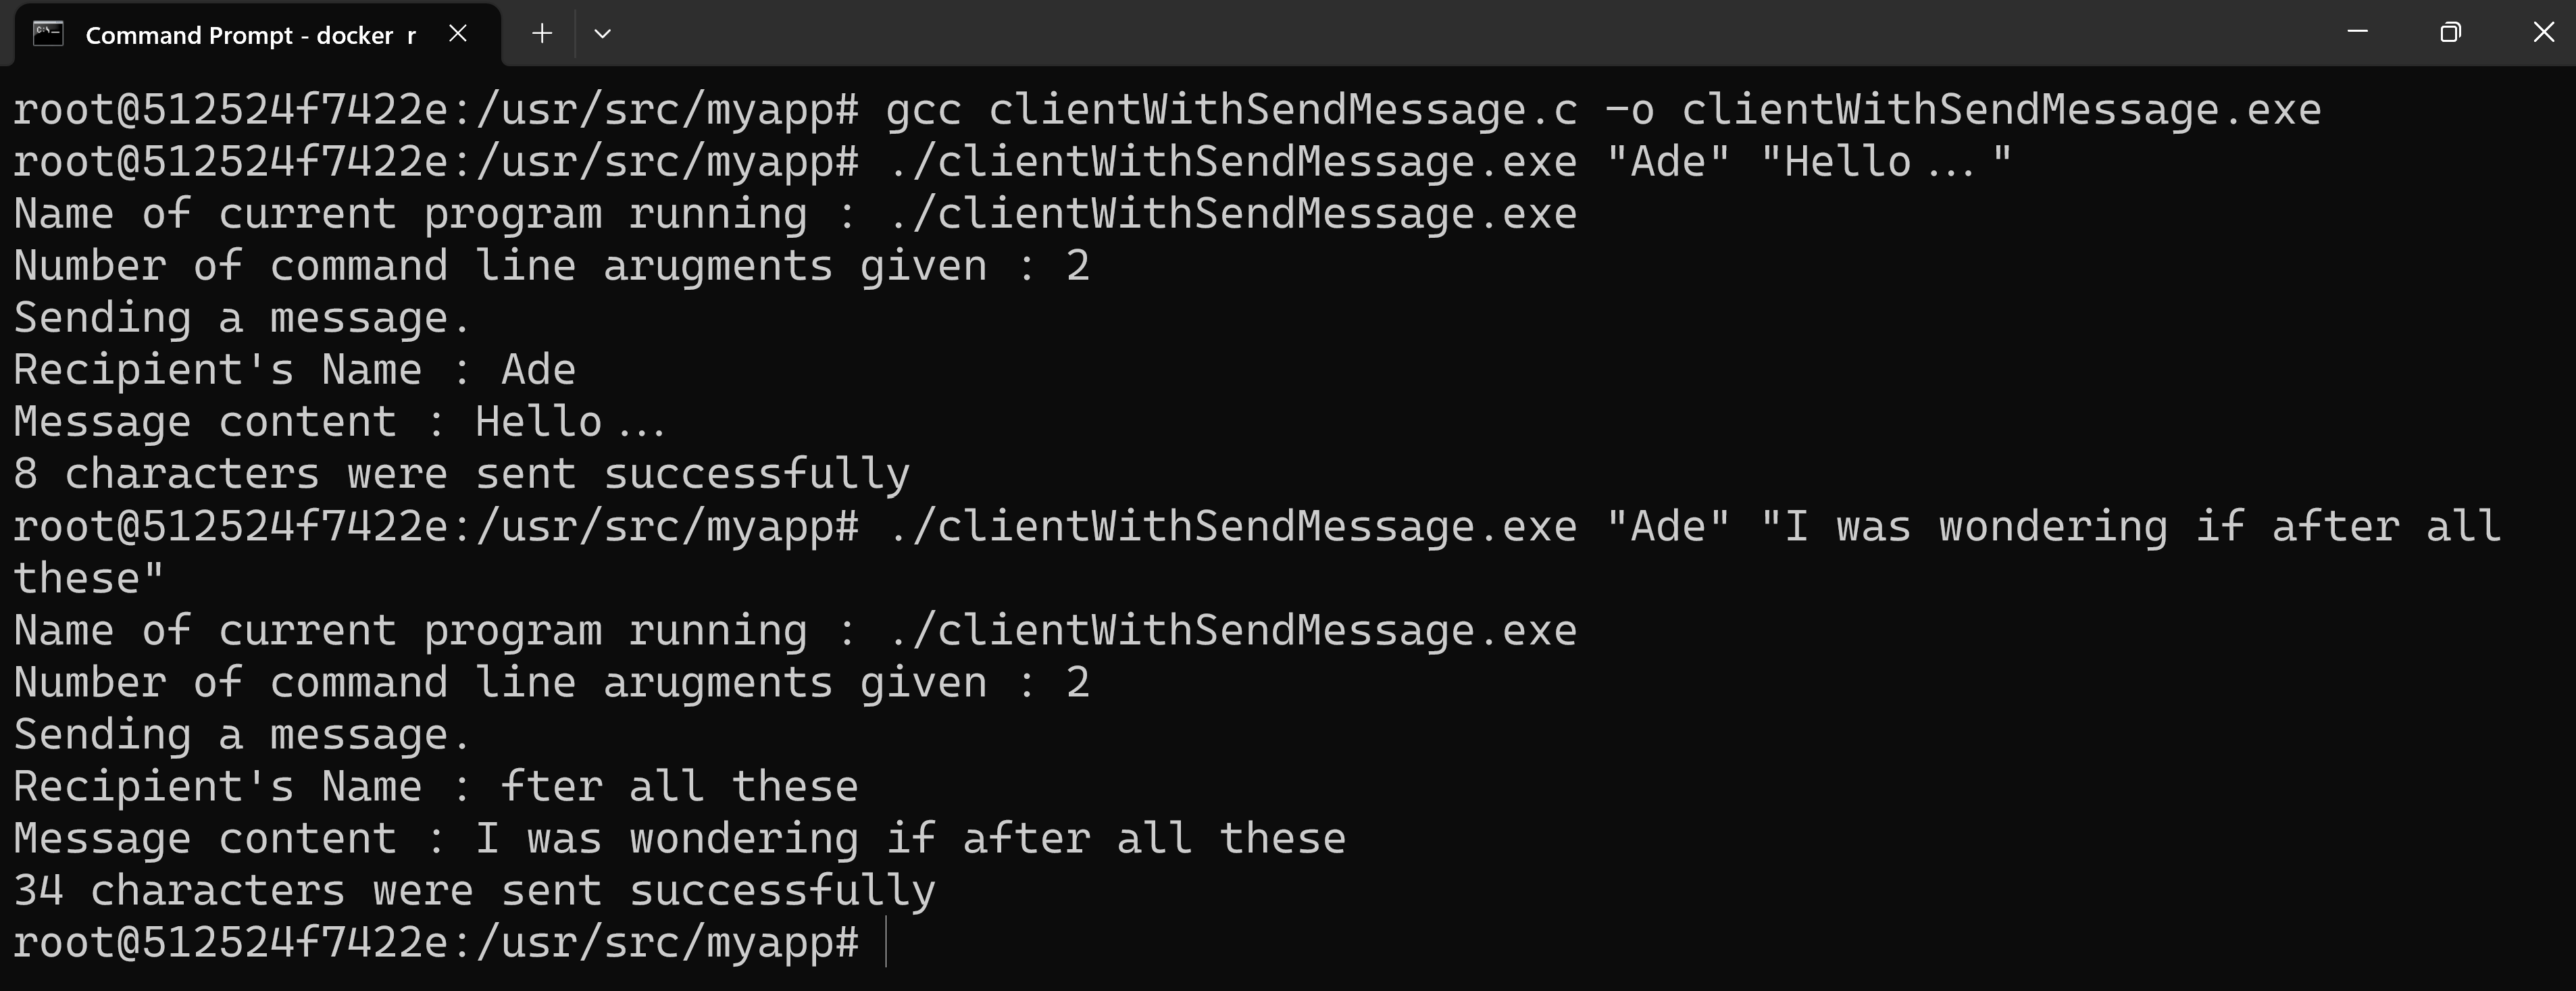 Command Prompt - docker  r
root@512524f7422e:/usr/src/myapp# gcc clientWithSendMessage.c -o clientWithSendMessage.exe
root@512524f7422e:/usr/src/myapp# ./clientWithSendMessage.exe "Ade" "Hello..."
Name of current program running : ./clientWithSendMessage.exe
Number of command line arugments given : 2
Sending a message.
Recipient's Name : Ade
Message content : Hello...
8 characters were sent successfully
root@512524f7422e:/usr/src/myapp# ./clientWithSendMessage.exe "Ade" "I was wondering if after all
these"
Name of current program running : ./clientWithSendMessage.exe
Number of command line arugments given : 2
Sending a message.
Recipient's Name : fter all these
Message content : I was wondering if after all these
34 characters were sent successfully
root@512524f7422e:/usr/src/myapp#